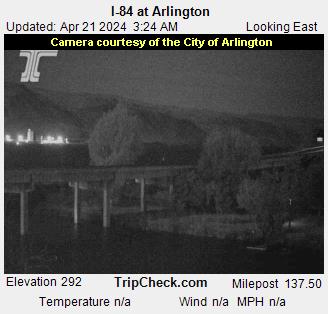 I-84 at Arlington
Updated: Apr 21 2024 3:24 AM Looking East
Camera courtesy of the City of Arlington
Elevation 292 TripCheck.com Milepost 137.50
Temperature n/a Wind n/a MPH n/a